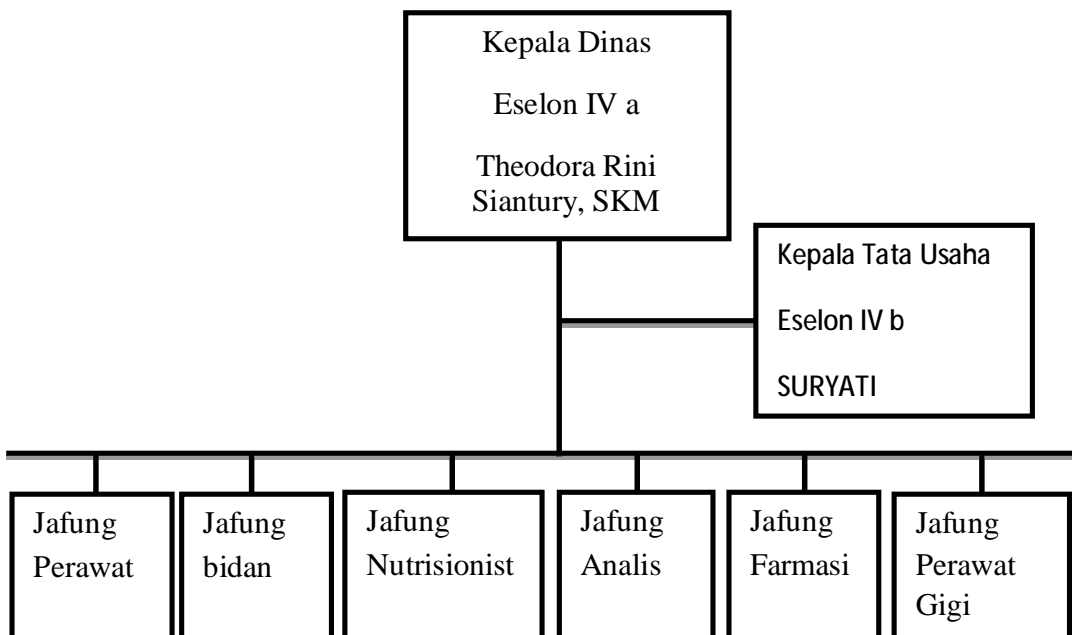 Kepala Dinas
Eselon IV a
Theodora Rini
Siantury, SKM
Kepala Tata Usaha
Eselon IV b
SURYATI
Jafung
Perawat
Jafung
bidan
Jafung
Nutrisionist
Jafung
Analis
Jafung
Farmasi
Jafung
Perawat
Gigi